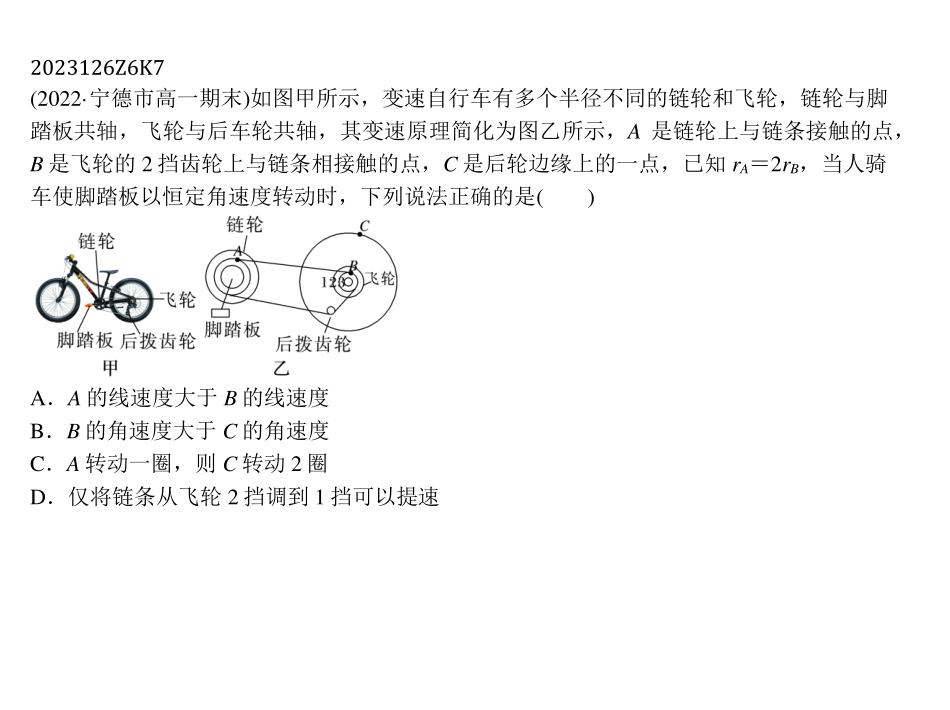 2023126Z6K7
(2022·宁德市高一期末)如图甲所示，变速自行车有多个半径不同的链轮和飞轮，链轮与脚
踏板共轴，飞轮与后车轮共轴，其变速原理简化为图乙所示，A 是链轮上与链条接触的点，
B 是飞轮的 2 挡齿轮上与链条相接触的点，C 是后轮边缘上的一点，已知 rA＝2rB，当人骑
车使脚踏板以恒定角速度转动时，下列说法正确的是(　　)
链轮
飞轮
脚踏板 后拨齿轮
甲
链轮
A
C
B
123
飞轮
脚踏板
后拨齿轮
乙
A．A 的线速度大于 B 的线速度
B．B 的角速度大于 C 的角速度
C．A 转动一圈，则 C 转动 2 圈
D．仅将链条从飞轮 2 挡调到 1 挡可以提速